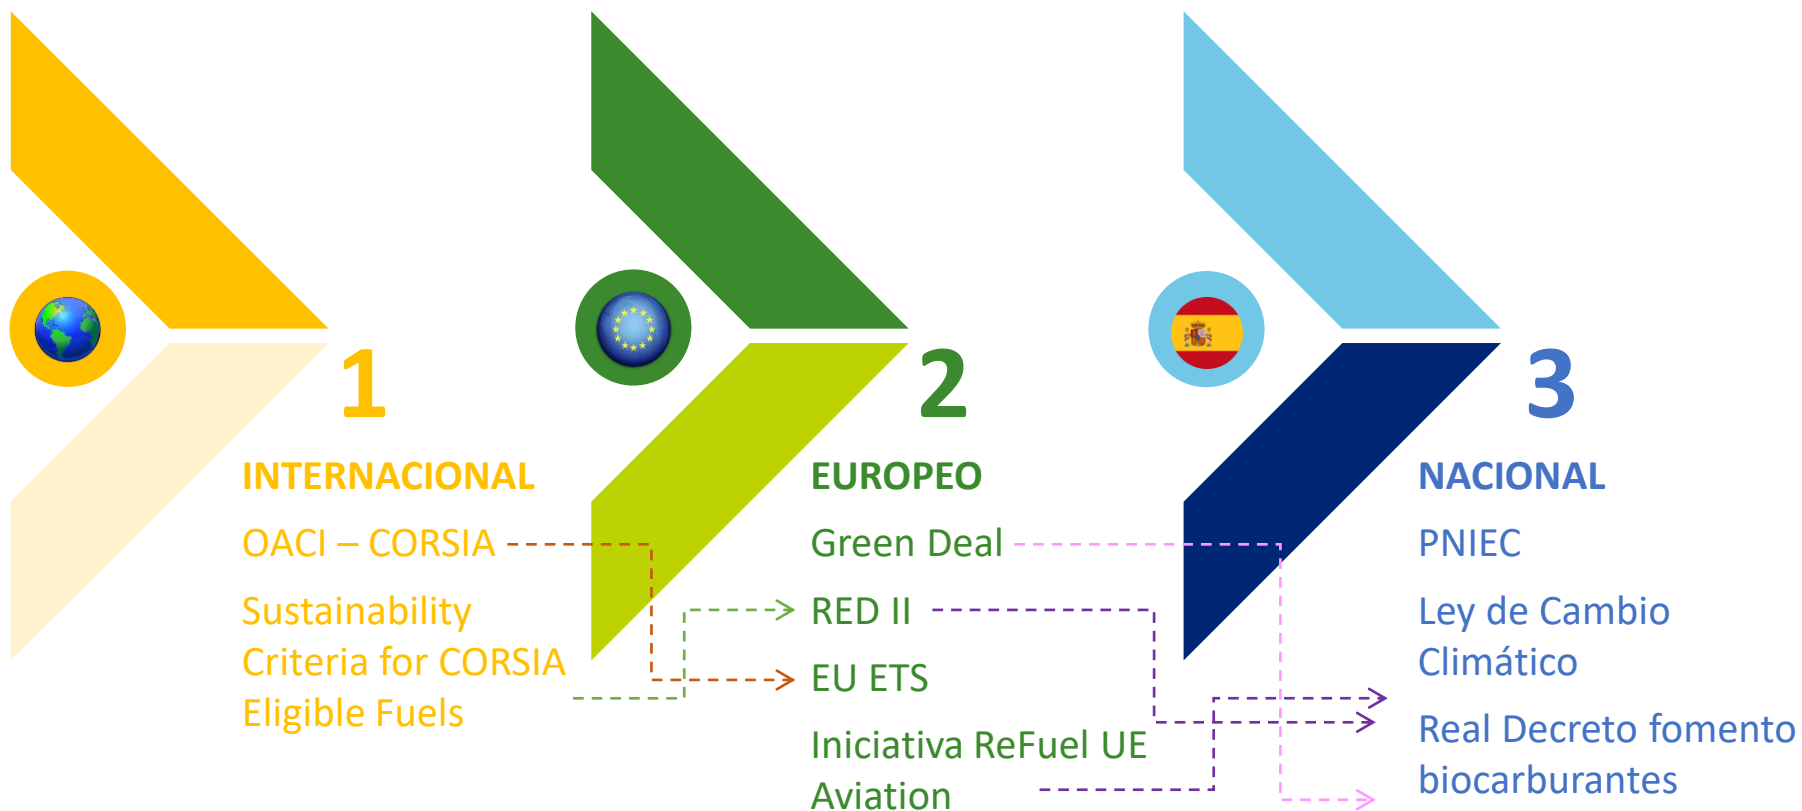 1
INTERNACIONAL
OACI – CORSIA
Sustainability
Criteria for CORSIA
Eligible Fuels
2
EUROPEO
Green Deal
RED II
EU ETS
Iniciativa ReFuel UE
Aviation
3
NACIONAL
PNIEC
Ley de Cambio
Climático
Real Decreto fomento
biocarburantes